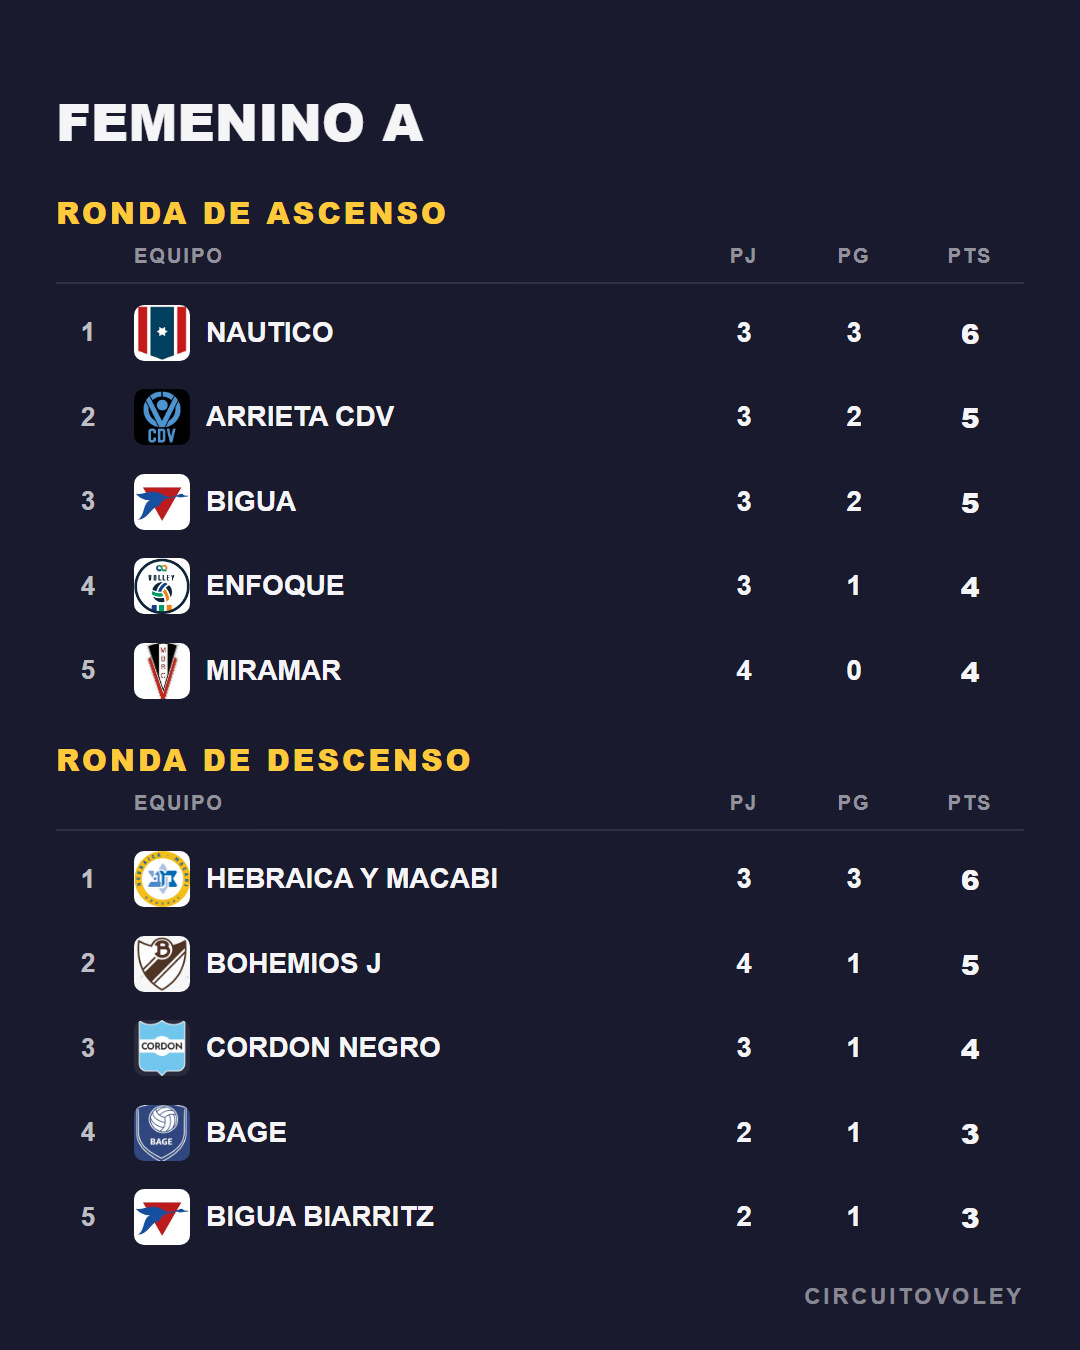 FEMENINO A
RONDA DE ASCENSO
EQUIPO PJ PG PTS
1 NAUTICO 3 3 6
2 CDV ARRIETA CDV 3 2 5
3 BIGUA 3 2 5
4 VOLLEY ENFOQUE 3 1 4
5 MURC MIRAMAR 4 0 4
RONDA DE DESCENSO
EQUIPO PJ PG PTS
1 HEBRAICA Y MACABI 3 3 6
2 B BOHEMIOS J 4 1 5
3 CORDON CORDON NEGRO 3 1 4
4 BAGE BAGE 2 1 3
5 BIGUA BIARRITZ 2 1 3
CIRCUITOVOLEY